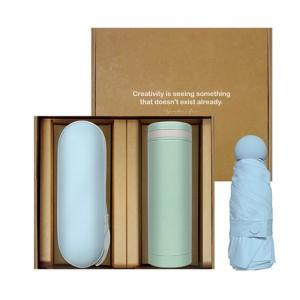 Creativity is seeing something
that doesn't exist already.